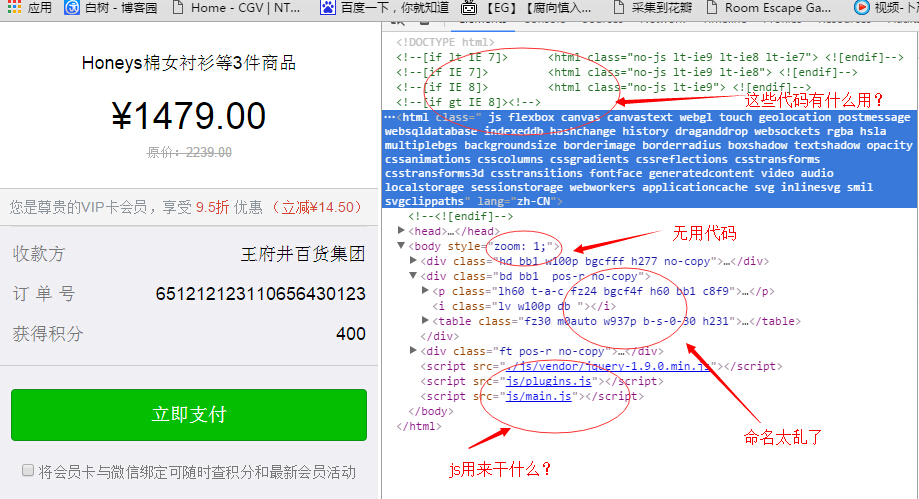 应用 白树 - 博客园 Home - CGV | NT... 百度一下，你就知道 【EG】【腐向慎入... 采集到花瓣 Room Escape Ga... 视频-卜
Honeys棉女衬衫等3件商品
¥1479.00
原价：2239.00
您是尊贵的VIP卡会员，享受 9.5折 优惠 （立减¥14.50）
收款方 王府井百货集团
订 单 号 651212123110656430123
获得积分 400
立即支付
将会员卡与微信绑定可随时查积分和最新会员活动
<!DOCTYPE html>
<!--[if lt IE 7]> <html class="no-js lt-ie9 lt-ie8 lt-ie7"> <![endif]-->
<!--[if IE 7]> <html class="no-js lt-ie9 lt-ie8"> <![endif]-->
<!--[if IE 8]> <html class="no-js lt-ie9"> <![endif]-->
<!--[if gt IE 8]><!-->
这些代码有什么用？
<html class=" js flexbox canvas canvastext webgl touch geolocation postmessage
websqldatabase indexeddb hashchange history draganddrop websockets rgba hsla
multiplebgs backgroundsize borderimage borderradius boxshadow textshadow opacity
cssanimations csscolumns cssgradients cssreflections csstransforms
csstransforms3d csstransitions fontface generatedcontent video audio
localstorage sessionstorage webworkers applicationcache svg inlinesvg smil
svgclippaths" lang="zh-CN">
<!--<![endif]-->
<head>…</head>
<body style="zoom: 1;">
无用代码
<div class="hd bb1 w100p bgcfff h277 no-copy">…</div>
<div class="bd bb1  pos-r no-copy">
<p class="lh60 t-a-c fz24 bgcf4f h60 bb1 c8f9">…</p>
<i class="lv w100p db "></i>
<table class="fz30 m0auto w937p b-s-0-30 h231">…</table>
</div>
<div class="ft pos-r no-copy">…</div>
<script src="./js/vendor/jquery-1.9.0.min.js"></script>
<script src="js/plugins.js"></script>
<script src="js/main.js"></script>
</body>
</html>
命名太乱了
js用来干什么？